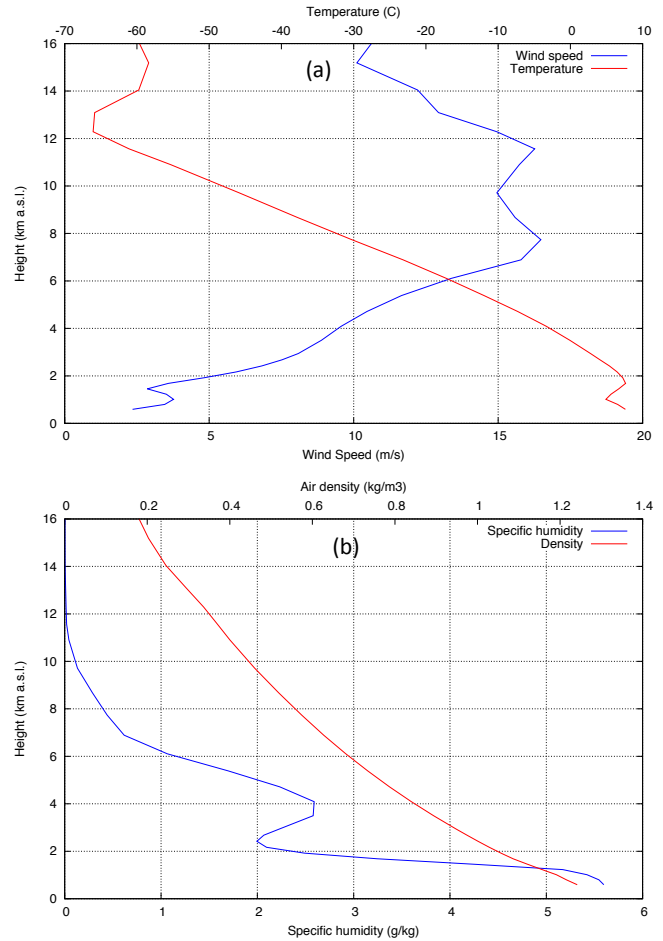 Temperature (C)
-70 -60 -50 -40 -30 -20 -10 0 10
16
14
12
10
8
6
4
2
0
Height (km a.s.l.)
(a)
Wind speed
Temperature
0 5 10 15 20
Wind Speed (m/s)
Air density (kg/m3)
0 0.2 0.4 0.6 0.8 1 1.2 1.4
16
14
12
10
8
6
4
2
0
Height (km a.s.l.)
(b)
Specific humidity
Density
0 1 2 3 4 5 6
Specific humidity (g/kg)